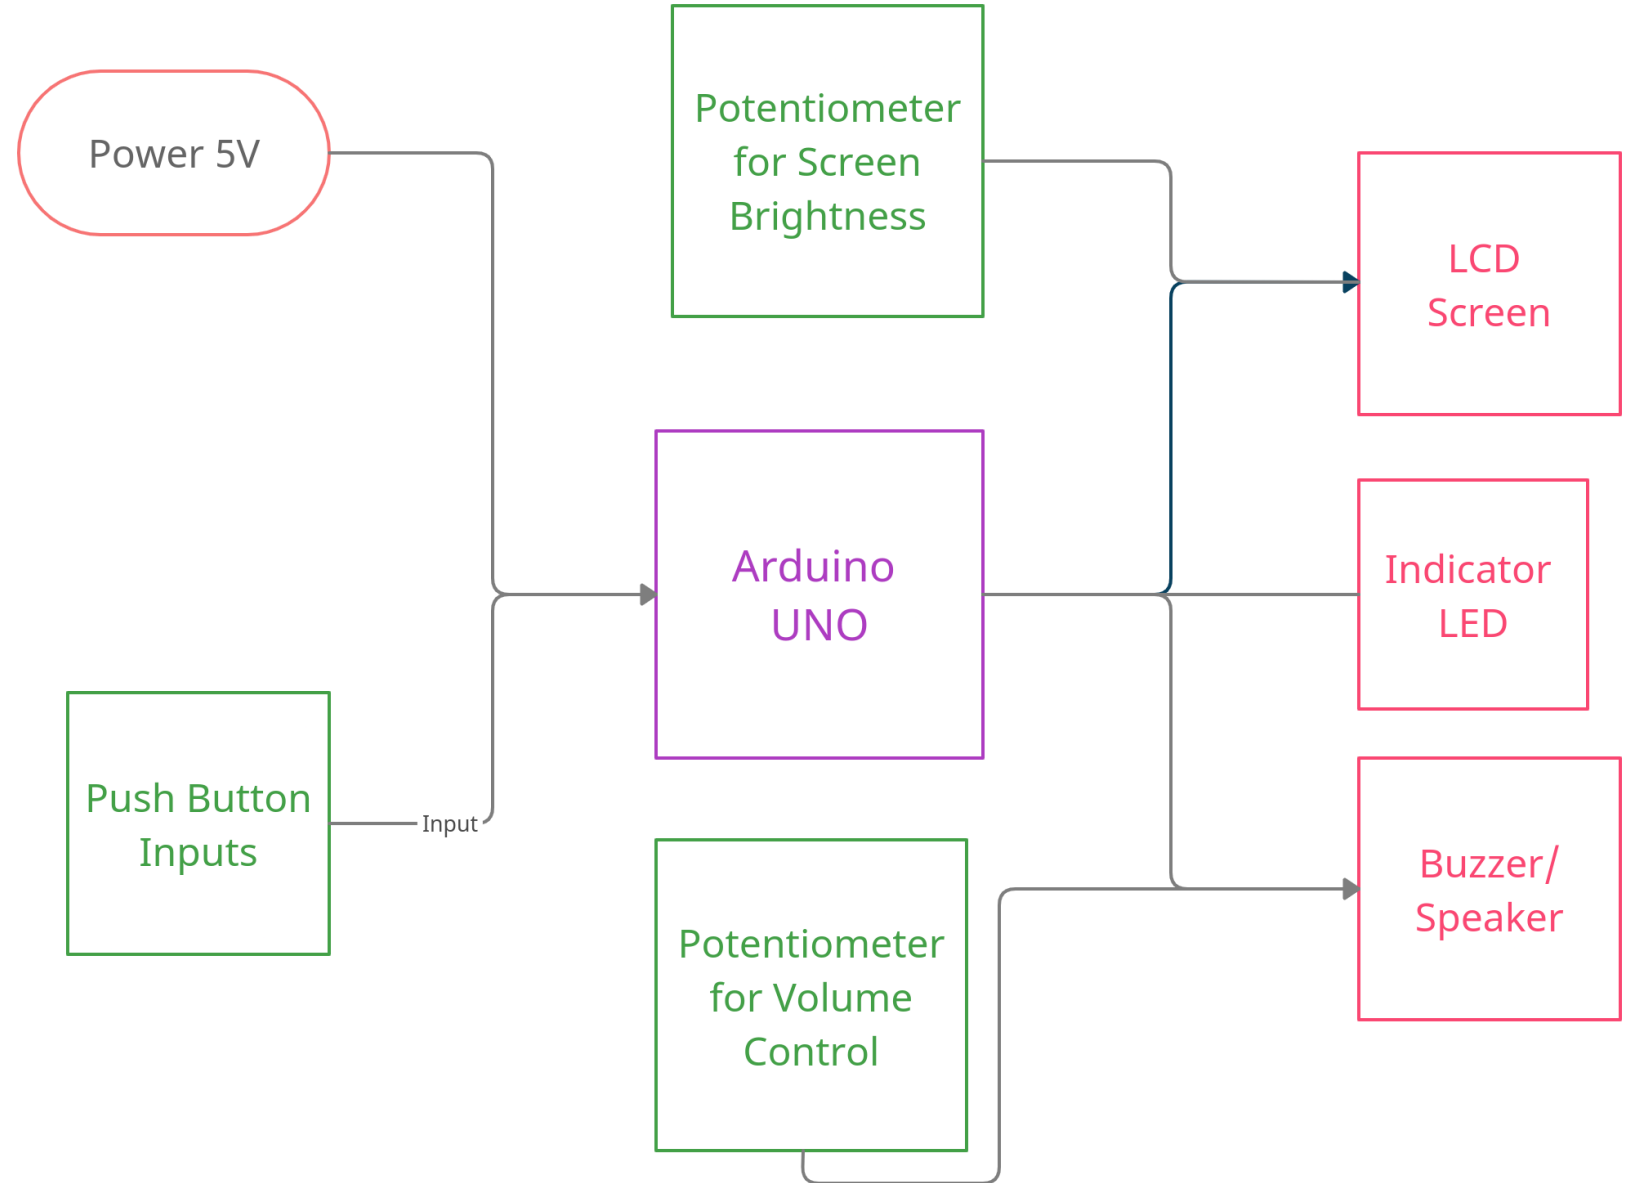 Power 5V
Potentiometer
for Screen
Brightness
LCD
Screen
Arduino
UNO
Indicator
LED
Push Button
Inputs
Input
Potentiometer
for Volume
Control
Buzzer/
Speaker